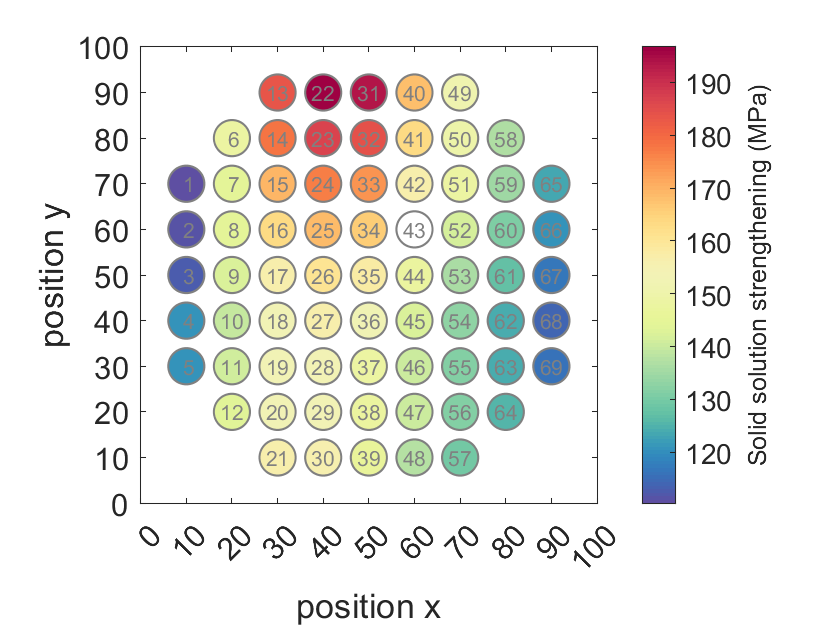 100
90
80
70
60
50
40
30
20
10
0
position y
13 22 31 40 49
6 14 23 32 41 50 58
1 7 15 24 33 42 51 59 65
2 8 16 25 34 43 52 60 66
3 9 17 26 35 44 53 61 67
4 10 18 27 36 45 54 62 68
5 11 19 28 37 46 55 63 69
12 20 29 38 47 56 64
21 30 39 48 57
0 10 20 30 40 50 60 70 80 90 100
position x
190
180
170
160
150
140
130
120
Solid solution strengthening (MPa)